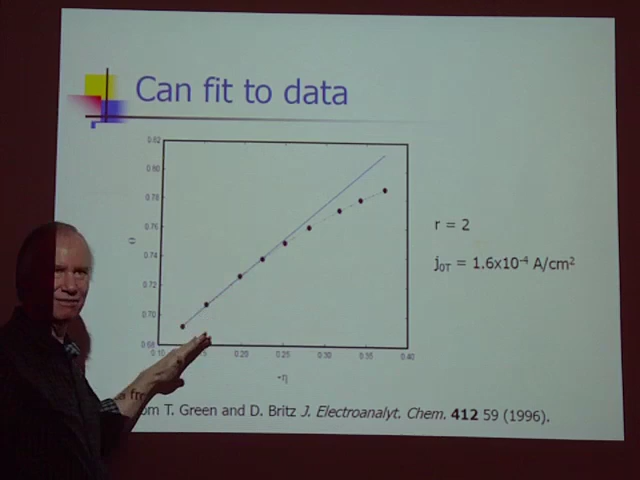 Can fit to data
0.82
0.80
0.78
0.76
0.74
0.72
0.70
0.68
θ
0.10
0.20
0.25
0.30
0.35
0.40
-η
r = 2
j₀T = 1.6x10⁻⁴ A/cm²
om T. Green and D. Britz J. Electroanalyt. Chem. 412 59 (1996).